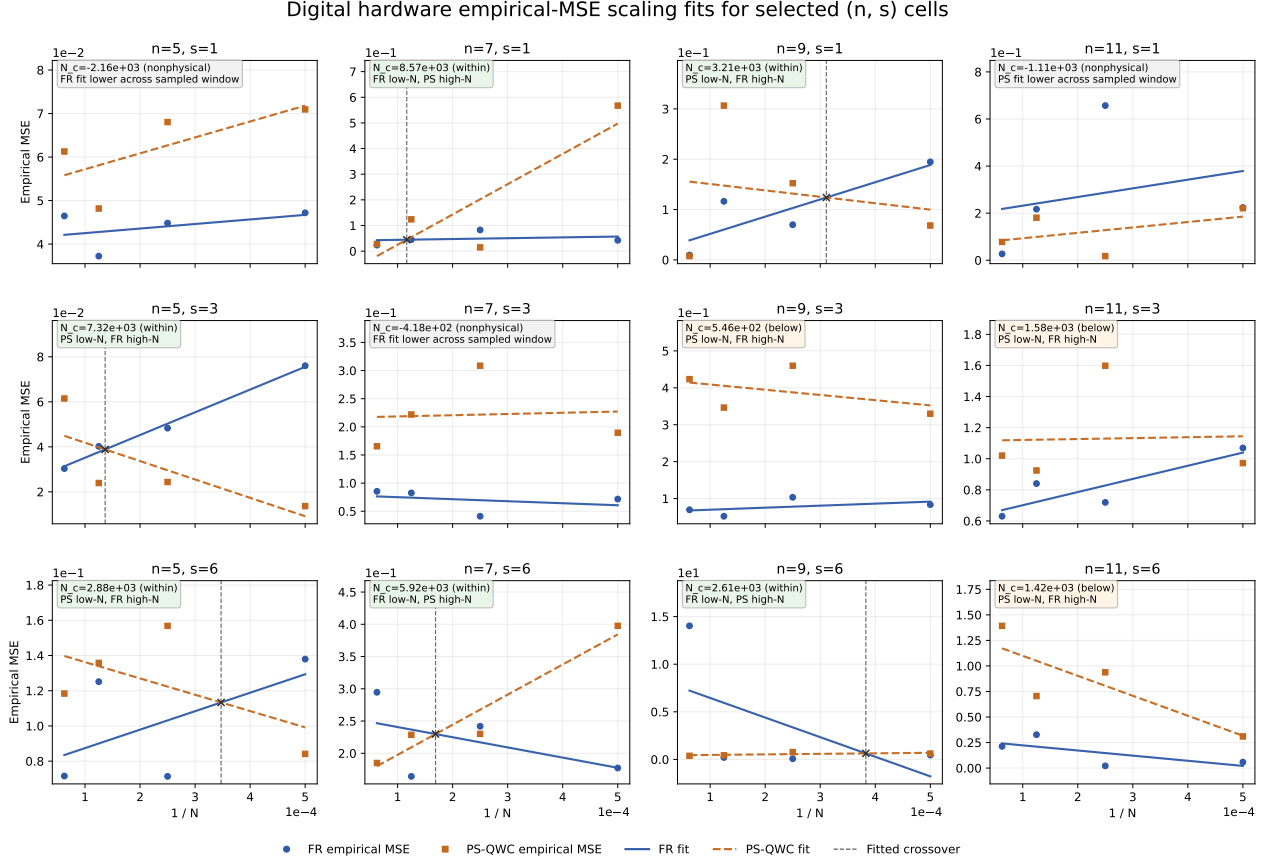 Digital hardware empirical-MSE scaling fits for selected (n, s) cells
n=5, s=1
1e−2
N_c=-2.16e+03 (nonphysical)
FR fit lower across sampled window
8
7
6
5
4
Empirical MSE
n=7, s=1
1e−1
N_c=8.57e+03 (within)
FR low-N, PS high-N
7
6
5
4
3
2
1
0
n=9, s=1
1e−1
N_c=3.21e+03 (within)
PS low-N, FR high-N
3
2
1
0
n=11, s=1
1e−1
N_c=-1.11e+03 (nonphysical)
PS fit lower across sampled window
8
6
4
2
0
n=5, s=3
1e−2
N_c=7.32e+03 (within)
PS low-N, FR high-N
8
6
4
2
Empirical MSE
n=7, s=3
1e−1
N_c=-4.18e+02 (nonphysical)
FR fit lower across sampled window
3.5
3.0
2.5
2.0
1.5
1.0
0.5
n=9, s=3
1e−1
N_c=5.46e+02 (below)
PS low-N, FR high-N
5
4
3
2
1
n=11, s=3
N_c=1.58e+03 (below)
PS low-N, FR high-N
1.8
1.6
1.4
1.2
1.0
0.8
0.6
n=5, s=6
1e−1
N_c=2.88e+03 (within)
PS low-N, FR high-N
1.8
1.6
1.4
1.2
1.0
0.8
Empirical MSE
1 2 3 4 5
1e−4
1 / N
n=7, s=6
1e−1
N_c=5.92e+03 (within)
FR low-N, PS high-N
4.5
4.0
3.5
3.0
2.5
2.0
1 2 3 4 5
1e−4
1 / N
n=9, s=6
1e1
N_c=2.61e+03 (within)
FR low-N, PS high-N
1.5
1.0
0.5
0.0
1 2 3 4 5
1e−4
1 / N
n=11, s=6
N_c=1.42e+03 (below)
PS low-N, FR high-N
1.75
1.50
1.25
1.00
0.75
0.50
0.25
0.00
1 2 3 4 5
1e−4
1 / N
FR empirical MSE
PS-QWC empirical MSE
FR fit
PS-QWC fit
Fitted crossover